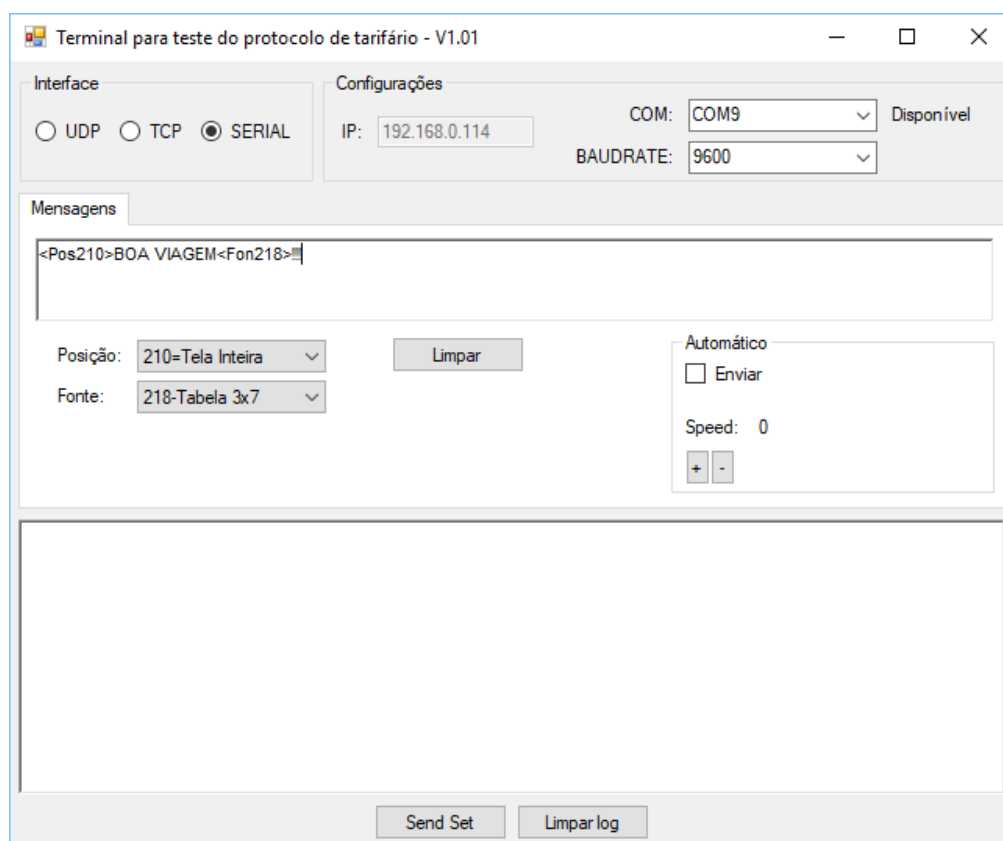 Terminal para teste do protocolo de tarifário - V1.01
Interface
UDP TCP SERIAL
Configurações
IP: 192.168.0.114
COM: COM9 Disponível
BAUDRATE: 9600
Mensagens
<Pos210>BOA VIAGEM<Fon218>!!!
Posição: 210=Tela Inteira
Fonte: 218-Tabela 3x7
Limpar
Automático
Enviar
Speed: 0
+ -
Send Set Limpar log